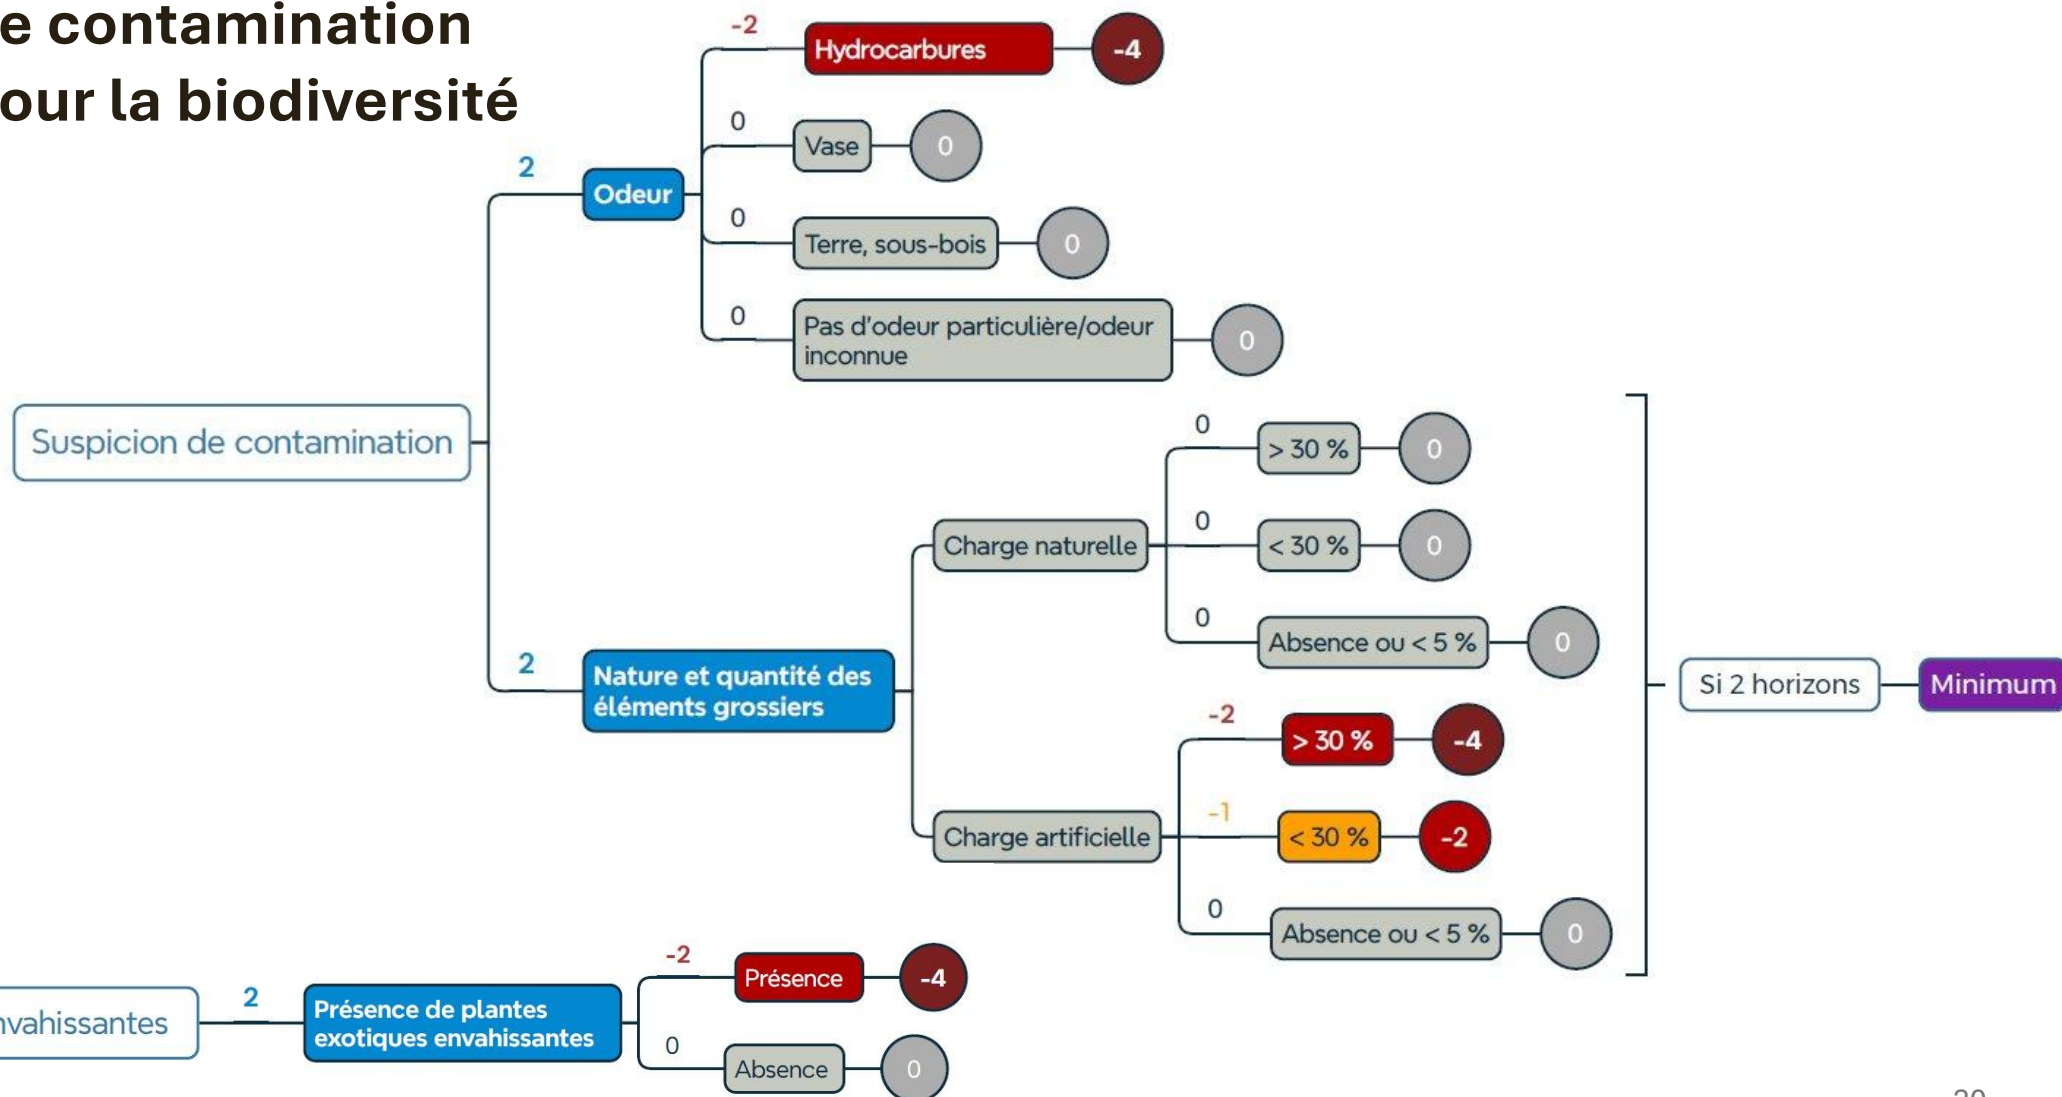 e contamination
our la biodiversité
-2
Hydrocarbures
-4
0
Vase
0
2
Odeur
0
Terre, sous-bois
0
0
Pas d'odeur particulière/odeur
inconnue
0
Suspicion de contamination
0
> 30 %
0
Charge naturelle
0
< 30 %
0
0
Absence ou < 5 %
0
2
Nature et quantité des
éléments grossiers
Si 2 horizons
Minimum
-2
> 30 %
-4
Charge artificielle
-1
< 30 %
-2
0
Absence ou < 5 %
0
nvahissantes
2
Présence de plantes
exotiques envahissantes
-2
Présence
-4
0
Absence
0